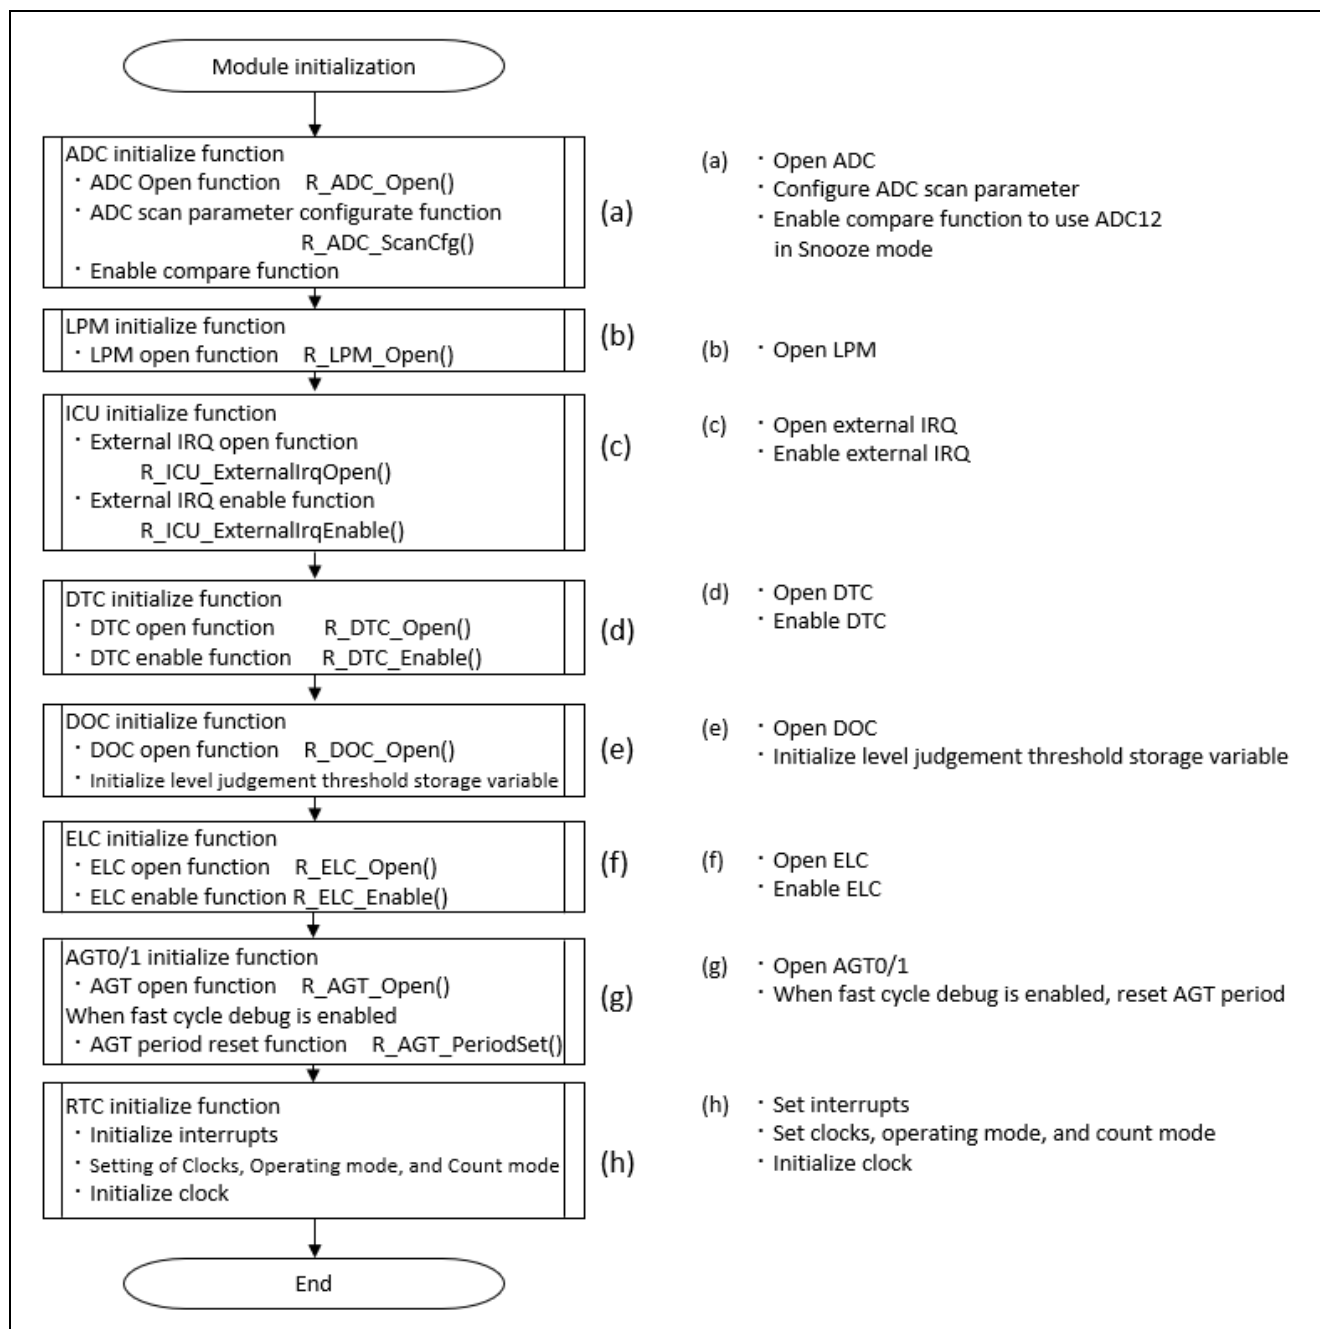 Module initialization
ADC initialize function
・ADC Open function R_ADC_Open()
・ADC scan parameter configurate function
R_ADC_ScanCfg()
・Enable compare function
(a)
(a) ・Open ADC
・Configure ADC scan parameter
・Enable compare function to use ADC12
in Snooze mode
LPM initialize function
・LPM open function R_LPM_Open()
(b)
(b) ・Open LPM
ICU initialize function
・External IRQ open function
R_ICU_ExternalIrqOpen()
・External IRQ enable function
R_ICU_ExternalIrqEnable()
(c)
(c) ・Open external IRQ
・Enable external IRQ
DTC initialize function
・DTC open function R_DTC_Open()
・DTC enable function R_DTC_Enable()
(d)
(d) ・Open DTC
・Enable DTC
DOC initialize function
・DOC open function R_DOC_Open()
・Initialize level judgement threshold storage variable
(e)
(e) ・Open DOC
・Initialize level judgement threshold storage variable
ELC initialize function
・ELC open function R_ELC_Open()
・ELC enable function R_ELC_Enable()
(f)
(f) ・Open ELC
・Enable ELC
AGT0/1 initialize function
・AGT open function R_AGT_Open()
When fast cycle debug is enabled
・AGT period reset function R_AGT_PeriodSet()
(g)
(g) ・Open AGT0/1
・When fast cycle debug is enabled, reset AGT period
RTC initialize function
・Initialize interrupts
・Setting of Clocks, Operating mode, and Count mode
・Initialize clock
(h)
(h) ・Set interrupts
・Set clocks, operating mode, and count mode
・Initialize clock
End